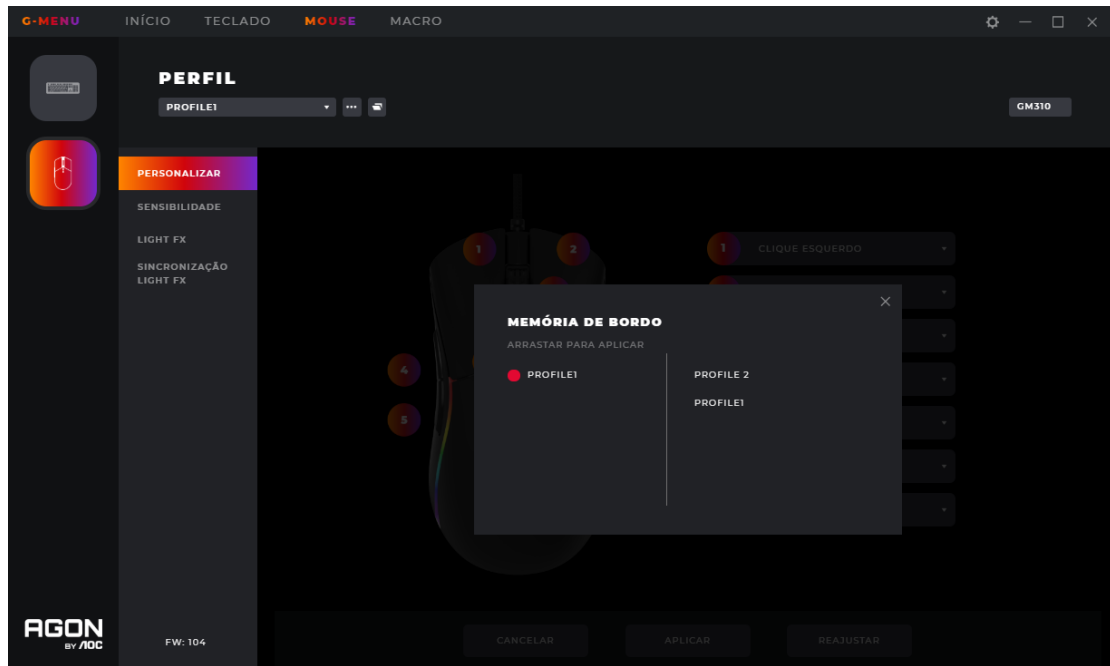 G-MENU INÍCIO TECLADO MOUSE MACRO
PERFIL
PROFILE1
GM310
PERSONALIZAR
SENSIBILIDADE
LIGHT FX
SINCRONIZAÇÃO
LIGHT FX
1 2
1 CLIQUE ESQUERDO
MEMÓRIA DE BORDO
ARRASTAR PARA APLICAR
4
PROFILE1 PROFILE 2
PROFILE1
5
AGON
BY AOC
FW: 104
CANCELAR APLICAR REAJUSTAR